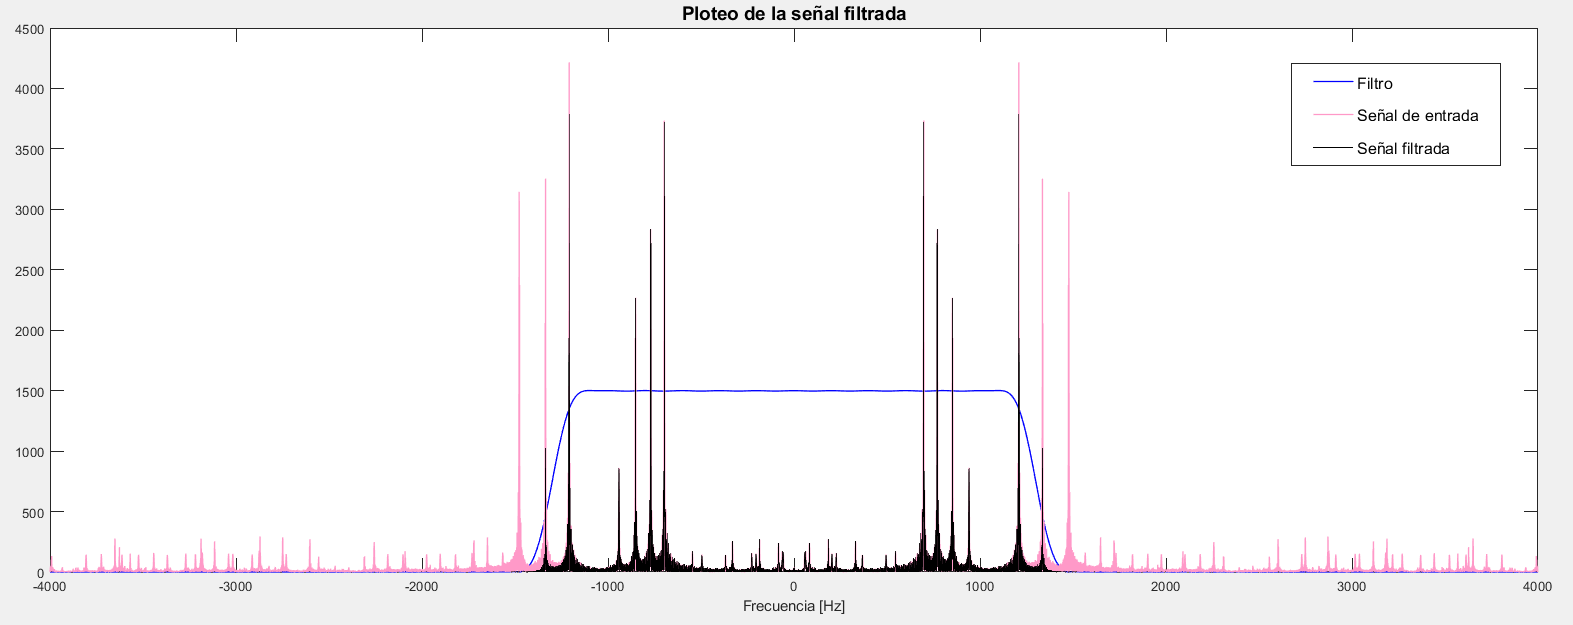 Ploteo de la señal filtrada
4500
4000
3500
3000
2500
2000
1500
1000
500
0
Filtro
Señal de entrada
Señal filtrada
-4000 -3000 -2000 -1000 0 1000 2000 3000 4000
Frecuencia [Hz]